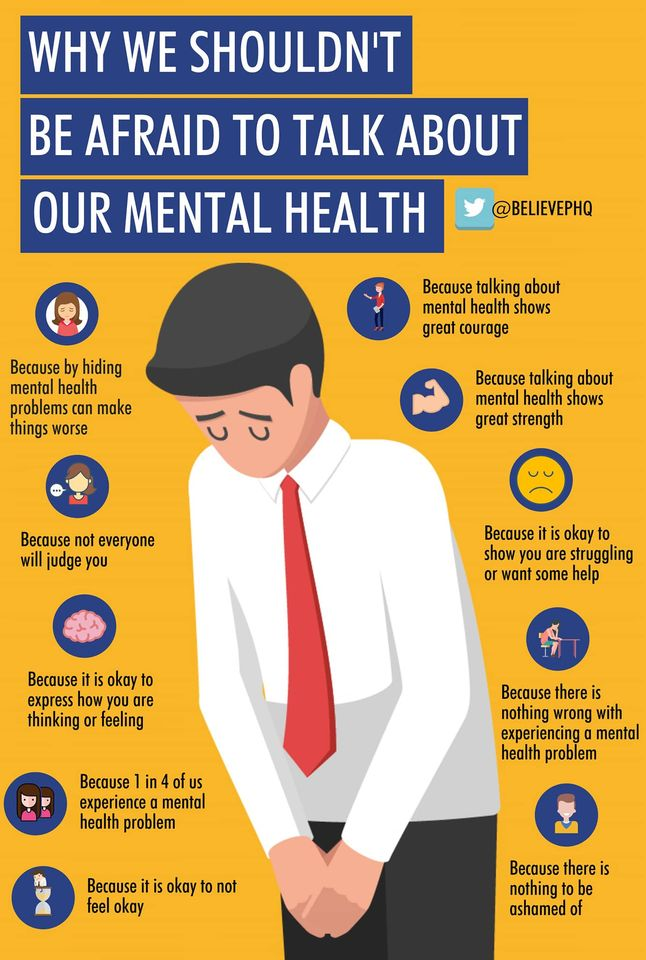 WHY WE SHOULDN'T
BE AFRAID TO TALK ABOUT
OUR MENTAL HEALTH
@BELIEVEPHQ
Because by hiding
mental health
problems can make
things worse
Because not everyone
will judge you
Because it is okay to
express how you are
thinking or feeling
Because 1 in 4 of us
experience a mental
health problem
Because it is okay to not
feel okay
Because talking about
mental health shows
great courage
Because talking about
mental health shows
great strength
Because it is okay to
show you are struggling
or want some help
Because there is
nothing wrong with
experiencing a mental
health problem
Because there is
nothing to be
ashamed of